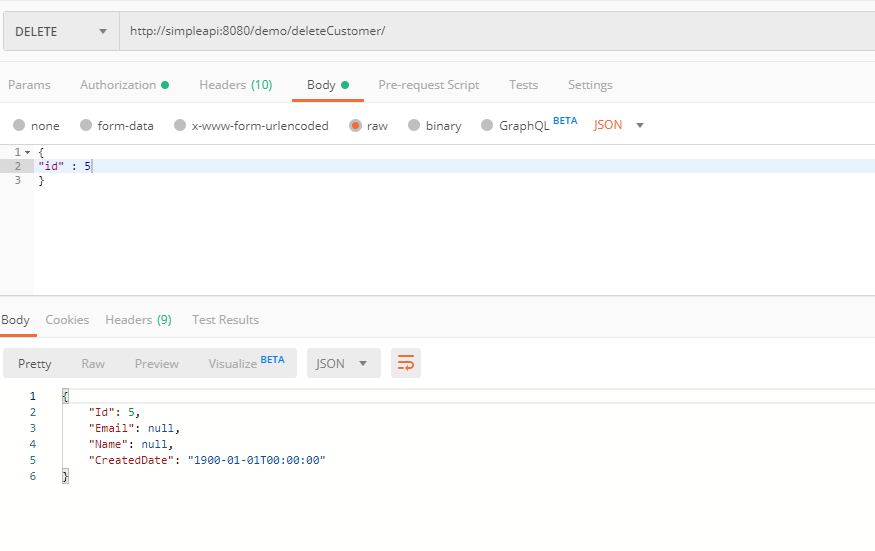 DELETE http://simpleapi:8080/demo/deleteCustomer/
Params Authorization Headers (10) Body Pre-request Script Tests Settings
none form-data x-www-form-urlencoded raw binary GraphQL BETA JSON
1 {
2 "id" : 5
3 }
Body Cookies Headers (9) Test Results
Pretty Raw Preview Visualize BETA JSON
1 {
2 "Id": 5,
3 "Email": null,
4 "Name": null,
5 "CreatedDate": "1900-01-01T00:00:00"
6 }